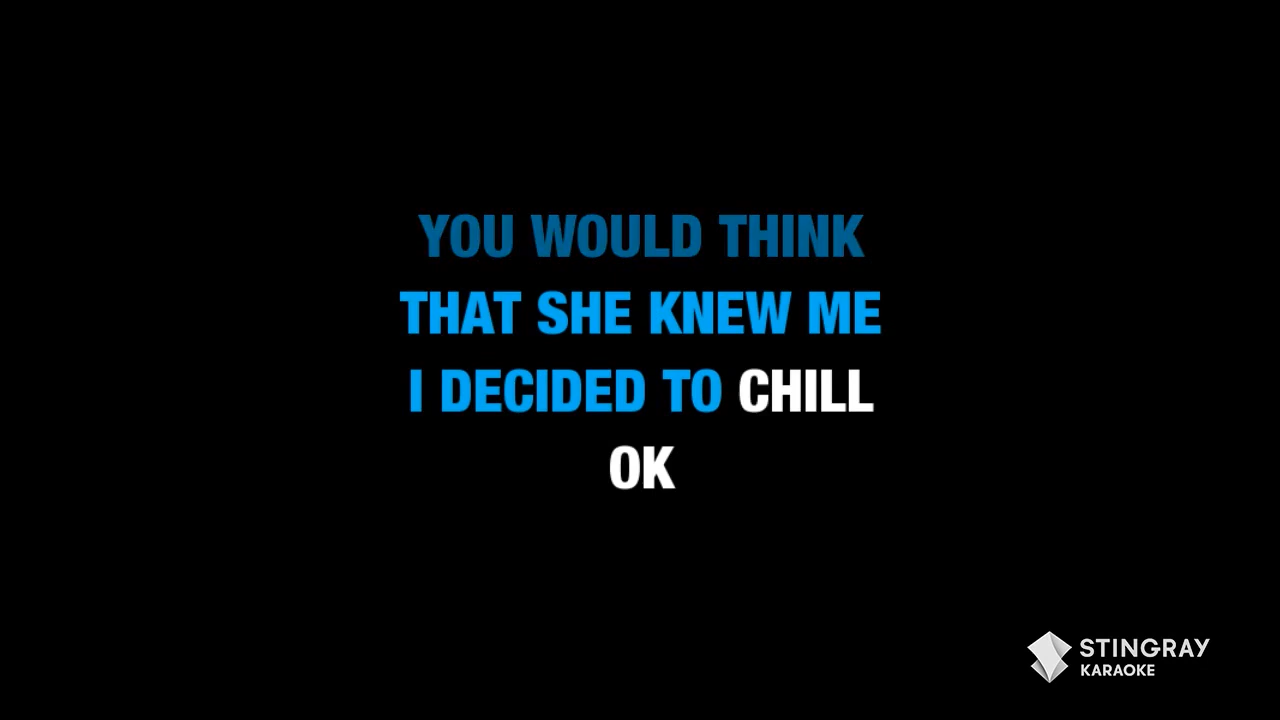 YOU WOULD THINK
THAT SHE KNEW ME
I DECIDED TO CHILL
OK
STINGRAY
KARAOKE